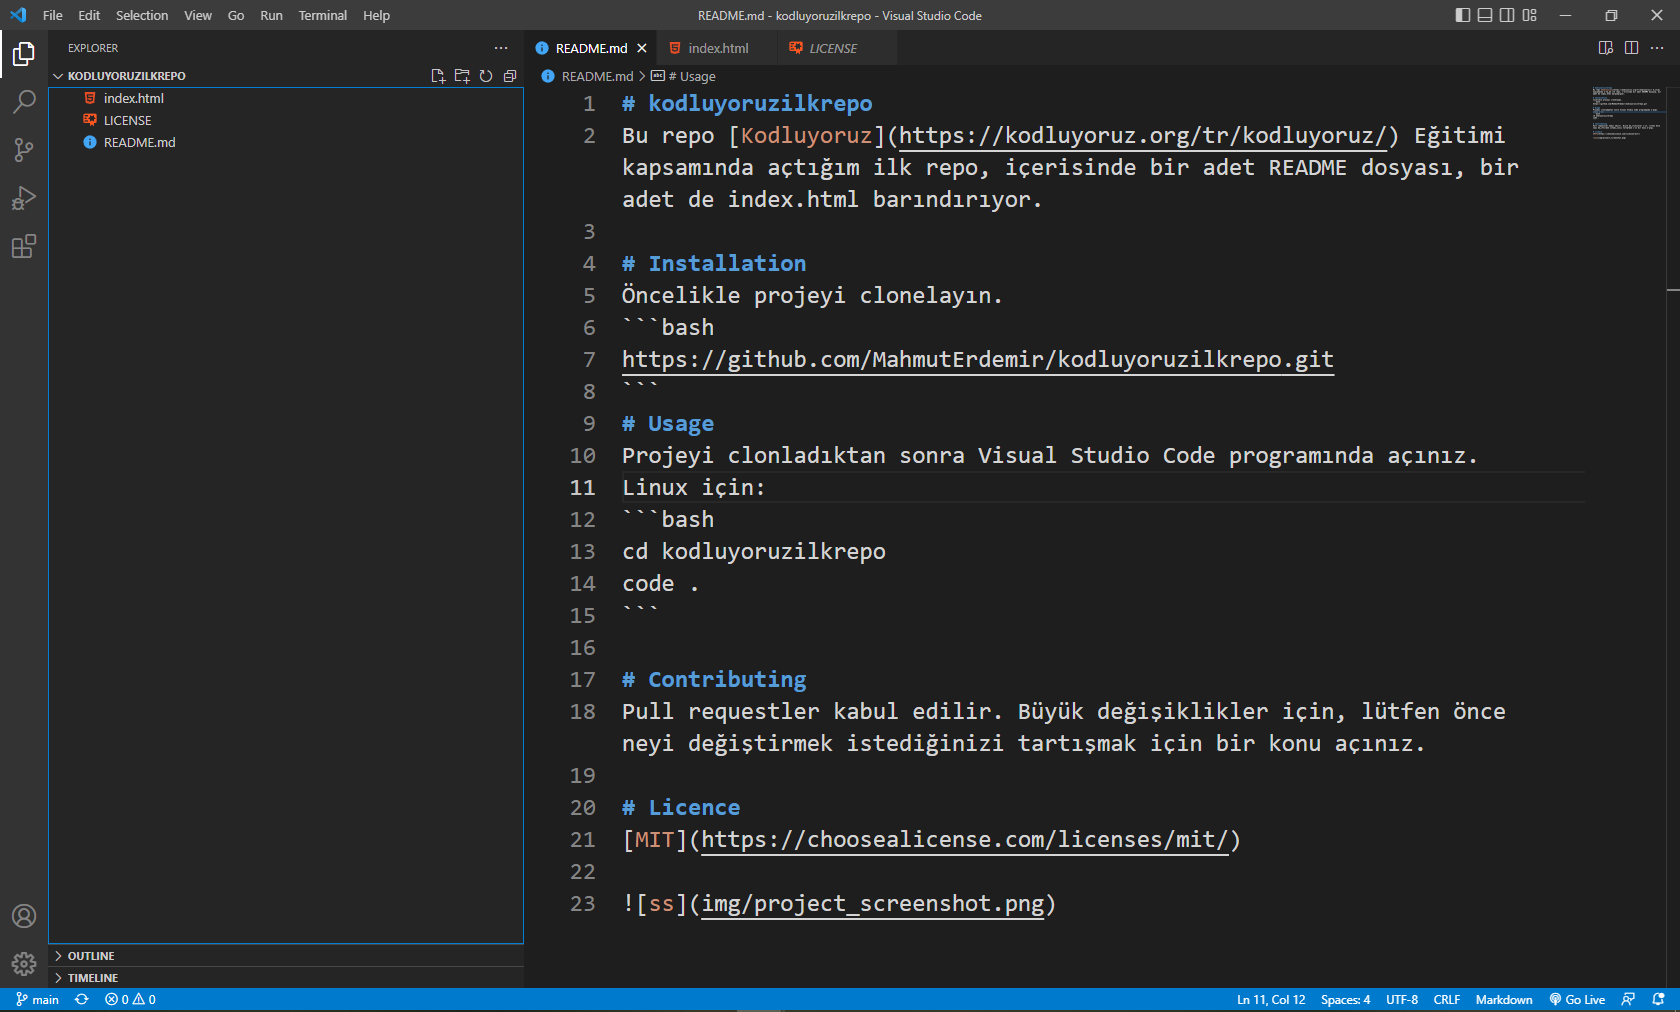 File Edit Selection View Go Run Terminal Help
README.md - kodluyoruzilkrepo - Visual Studio Code
EXPLORER
KODLUYORUZILKREPO
index.html
LICENSE
README.md
OUTLINE
TIMELINE
README.md index.html LICENSE
README.md > # Usage
1 # kodluyoruzilkrepo
2 Bu repo [Kodluyoruz](https://kodluyoruz.org/tr/kodluyoruz/) Eğitimi
kapsamında açtığım ilk repo, içerisinde bir adet README dosyası, bir
adet de index.html barındırıyor.
3
4 # Installation
5 Öncelikle projeyi clonelayın.
6 ```bash
7 https://github.com/MahmutErdemir/kodluyoruzilkrepo.git
8 ```
9 # Usage
10 Projeyi clonladıktan sonra Visual Studio Code programında açınız.
11 Linux için:
12 ```bash
13 cd kodluyoruzilkrepo
14 code .
15 ```
16
17 # Contributing
18 Pull requestler kabul edilir. Büyük değişiklikler için, lütfen önce
neyi değiştirmek istediğinizi tartışmak için bir konu açınız.
19
20 # Licence
21 [MIT](https://choosealicense.com/licenses/mit/)
22
23 ![ss](img/project_screenshot.png)
main 0 0 Ln 11, Col 12 Spaces: 4 UTF-8 CRLF Markdown Go Live